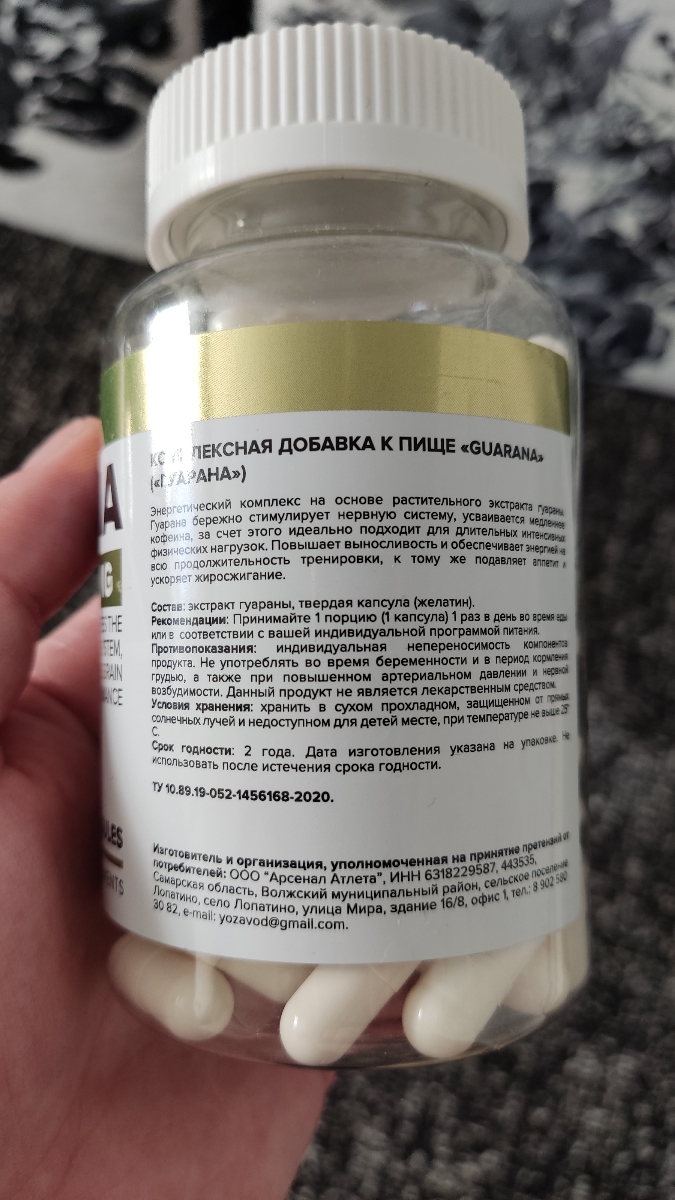 A
THE
STEM,
BRAIN
MANCE
ULES
ENTS
ЛЕКСНАЯ ДОБАВКА К ПИЩЕ «GUARANA»
(«ГУАРАНА»)
Энергетический комплекс на основе растительного экстракта гуараны.
Гуарана бережно стимулирует нервную систему, усваивается медленнее
кофеина, за счет этого идеально подходит для длительных интенсивных
физических нагрузок. Повышает выносливость и обеспечивает энергией на
всю продолжительность тренировки, к тому же подавляет аппетит и
ускоряет жиросжигание.
Состав: экстракт гуараны, твердая капсула (желатин).
Рекомендации: Принимайте 1 порцию (1 капсула) 1 раз в день во время еды
или в соответствии с вашей индивидуальной программой питания.
Противопоказания: индивидуальная непереносимость компонентов
продукта. Не употреблять во время беременности и в период кормления
грудью, а также при повышенном артериальном давлении и нервной
возбудимости. Данный продукт не является лекарственным средством.
Условия хранения: хранить в сухом прохладном, защищенном от прямых
солнечных лучей и недоступном для детей месте, при температуре не выше 25°
С.
Срок годности: 2 года. Дата изготовления указана на упаковке. Не
использовать после истечения срока годности.
ТУ 10.89.19-052-1456168-2020.
Изготовитель и организация, уполномоченная на принятие претензий от
потребителей: ООО "Арсенал Атлета", ИНН 6318229587, 443535,
Самарская область, Волжский муниципальный район, сельское поселение
Лопатино, село Лопатино, улица Мира, здание 16/8, офис 1, тел.: 8 902 580
30 82, e-mail: yozavod@gmail.com.